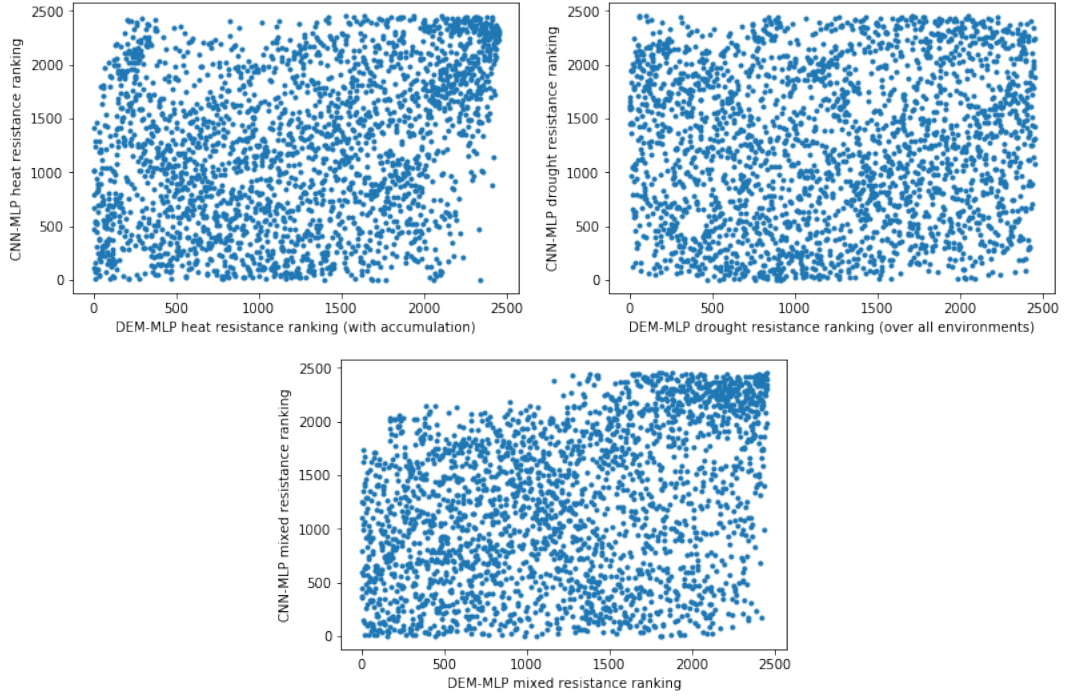 CNN-MLP heat resistance ranking
2500
2000
1500
1000
500
0
0 500 1000 1500 2000 2500
DEM-MLP heat resistance ranking (with accumulation)
CNN-MLP drought resistance ranking
2500
2000
1500
1000
500
0
0 500 1000 1500 2000 2500
DEM-MLP drought resistance ranking (over all environments)
CNN-MLP mixed resistance ranking
2500
2000
1500
1000
500
0
0 500 1000 1500 2000 2500
DEM-MLP mixed resistance ranking